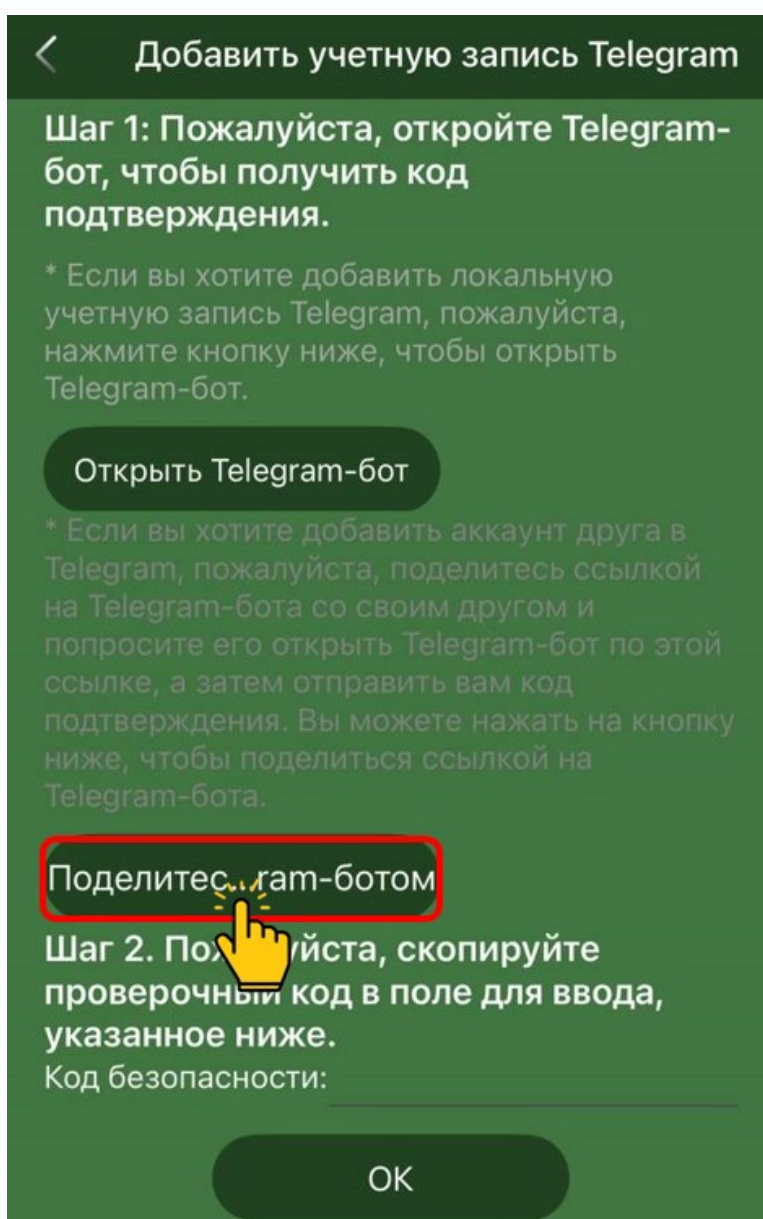 Добавить учетную запись Telegram
Шаг 1: Пожалуйста, откройте Telegram-
бот, чтобы получить код
подтверждения.
* Если вы хотите добавить локальную
учетную запись Telegram, пожалуйста,
нажмите кнопку ниже, чтобы открыть
Telegram-бот.
Открыть Telegram-бот
* Если вы хотите добавить аккаунт друга в
Telegram, пожалуйста, поделитесь ссылкой
на Telegram-бота со своим другом и
попросите его открыть Telegram-бот по этой
ссылке, а затем отправить вам код
подтверждения. Вы можете нажать на кнопку
ниже, чтобы поделиться ссылкой на
Telegram-бота.
Поделитес...ram-ботом
Шаг 2. скопируйте
проверочный код в поле для ввода,
указанное ниже.
Код безопасности:
OK